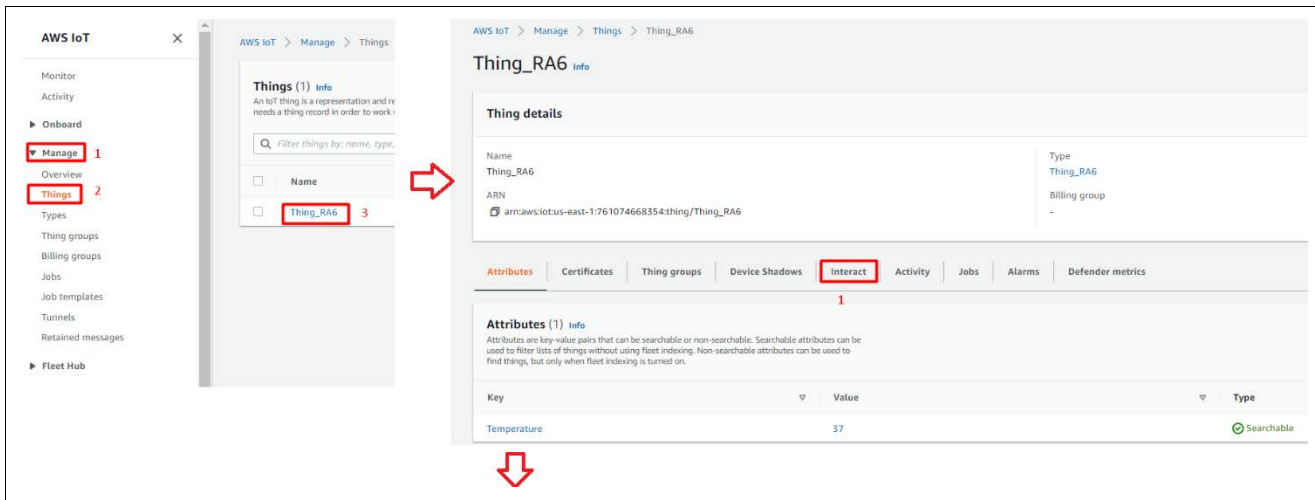 AWS IoT
Monitor
Activity
Onboard
Manage 1
Overview
Things 2
Types
Thing groups
Billing groups
Jobs
Job templates
Tunnels
Retained messages
Fleet Hub
AWS IoT > Manage > Things
Things (1) Info
An IoT thing is a representation and re
needs a thing record in order to work
Filter things by: name, type,
Name
Thing_RA6 3
AWS IoT > Manage > Things > Thing_RA6
Thing_RA6 Info
Thing details
Name
Thing_RA6
ARN
arn:aws:iot:us-east-1:761074668354:thing/Thing_RA6
Type
Thing_RA6
Billing group
-
Attributes Certificates Thing groups Device Shadows Interact Activity Jobs Alarms Defender metrics
1
Attributes (1) Info
Attributes are key-value pairs that can be searchable or non-searchable. Searchable attributes can be
used to filter lists of things without using fleet indexing. Non-searchable attributes can be used to
find things, but only when fleet indexing is turned on.
Key Value Type
Temperature 37 Searchable